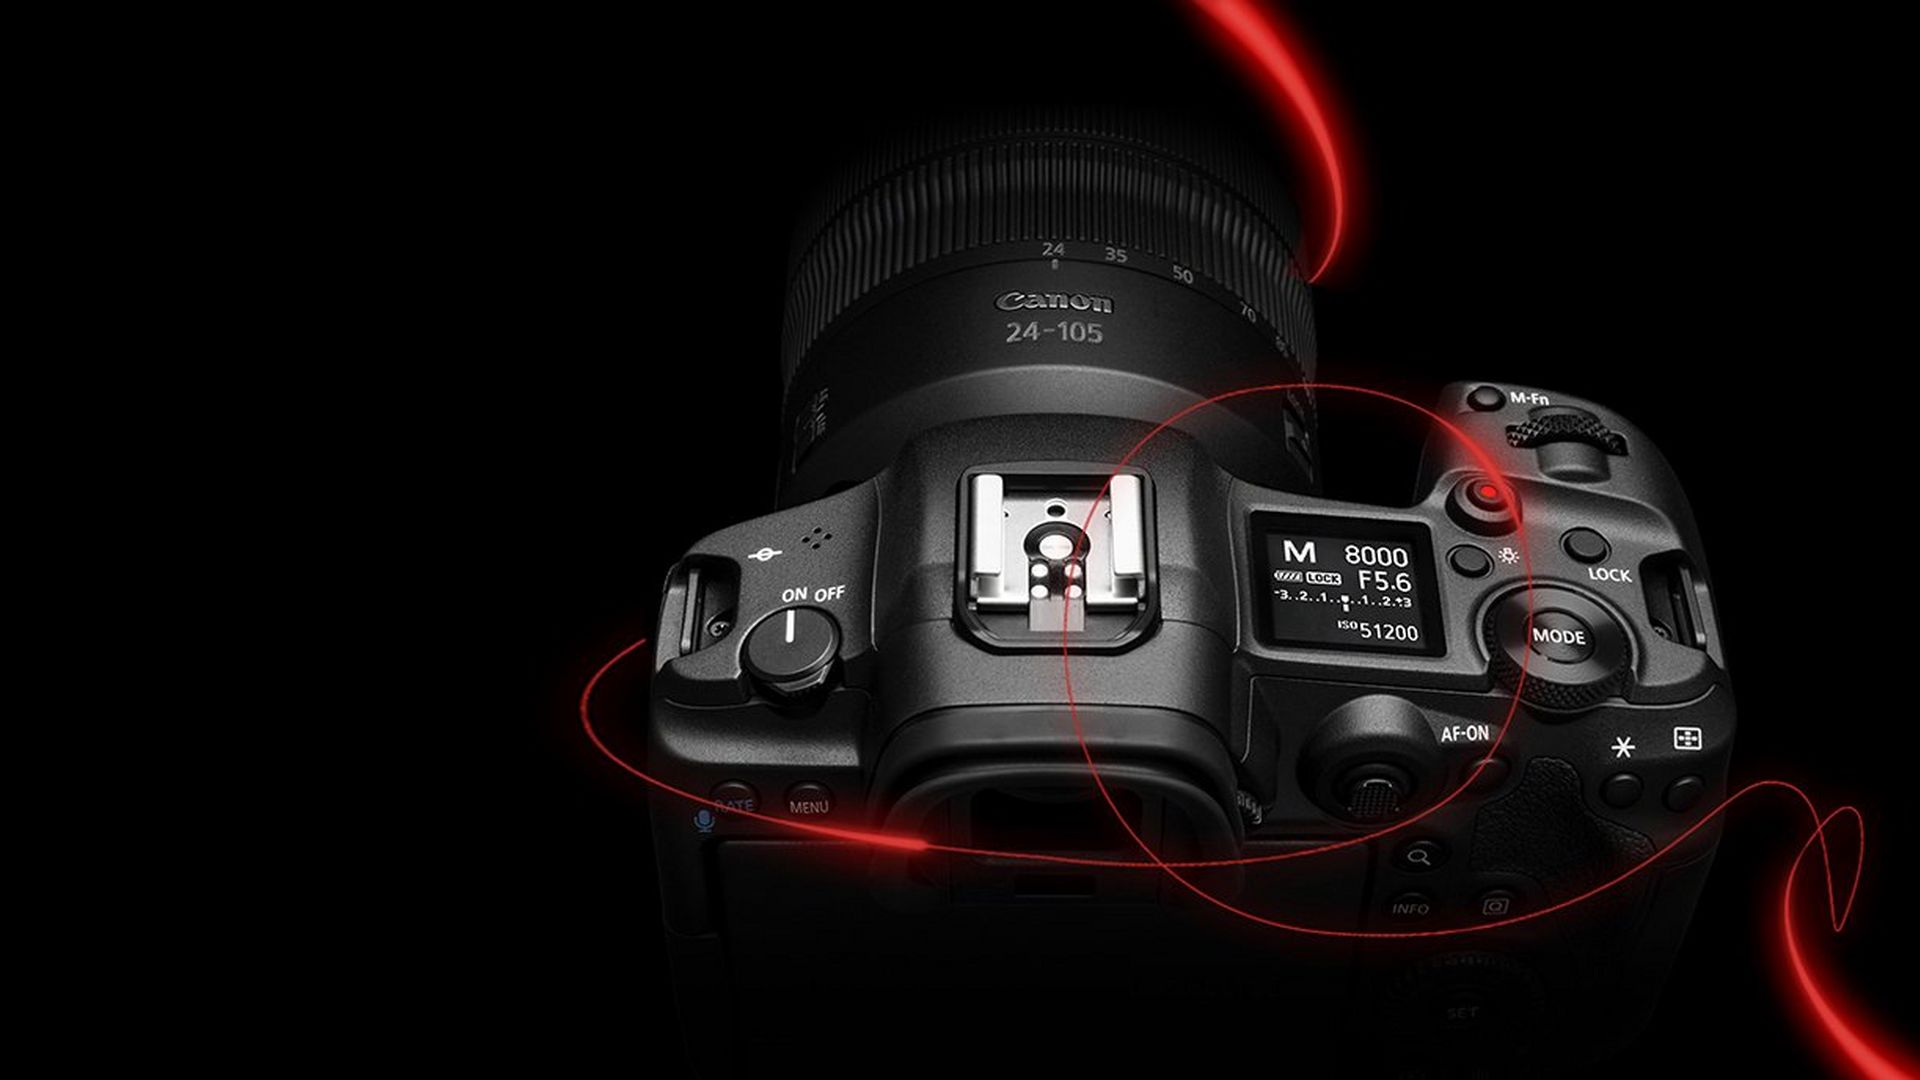 24 35 50 70
Canon
24-105
M-Fn
M 8000
LOCK F5.6
-3..2..1..▾..1..2.+3
ISO 51200
LOCK
ON OFF
MODE
AF-ON
RATE
MENU
INFO
Q
SET